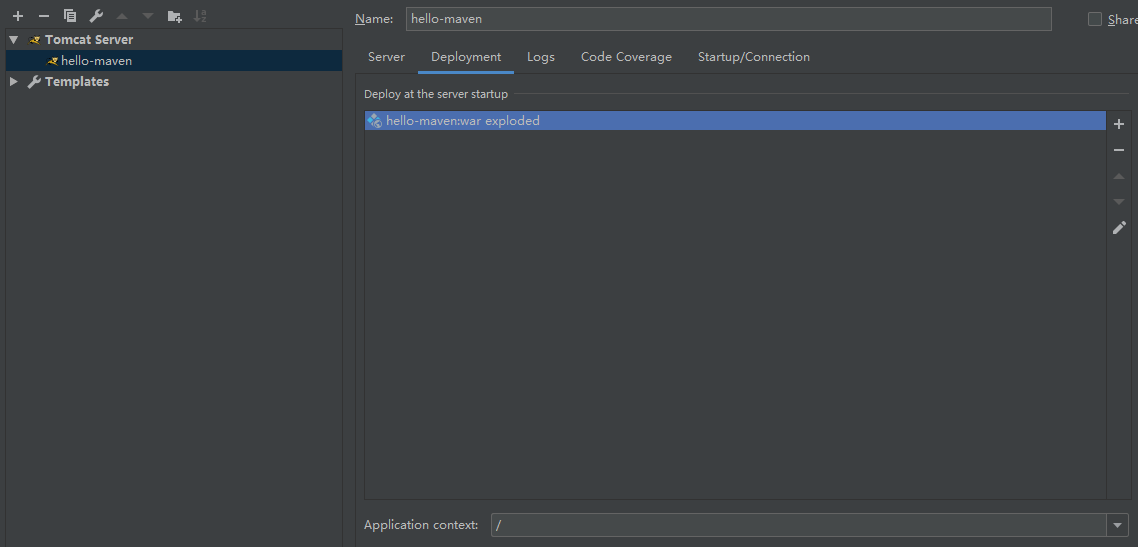 Name: hello-maven Share
Tomcat Server
hello-maven
Templates
Server Deployment Logs Code Coverage Startup/Connection
Deploy at the server startup
hello-maven:war exploded
Application context: /